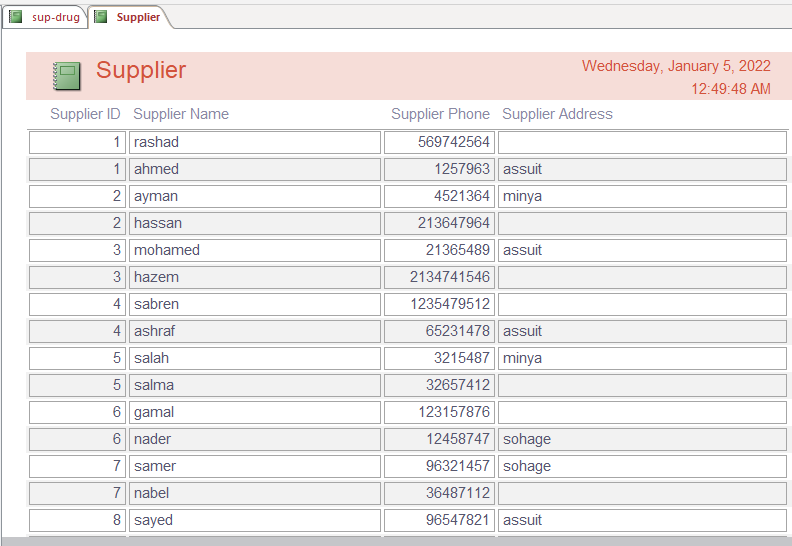 sup-drug Supplier
Supplier
Wednesday, January 5, 2022
12:49:48 AM
Supplier ID Supplier Name Supplier Phone Supplier Address
1 rashad 569742564
1 ahmed 1257963 assuit
2 ayman 4521364 minya
2 hassan 213647964
3 mohamed 21365489 assuit
3 hazem 2134741546
4 sabren 1235479512
4 ashraf 65231478 assuit
5 salah 3215487 minya
5 salma 32657412
6 gamal 123157876
6 nader 12458747 sohage
7 samer 96321457 sohage
7 nabel 36487112
8 sayed 96547821 assuit